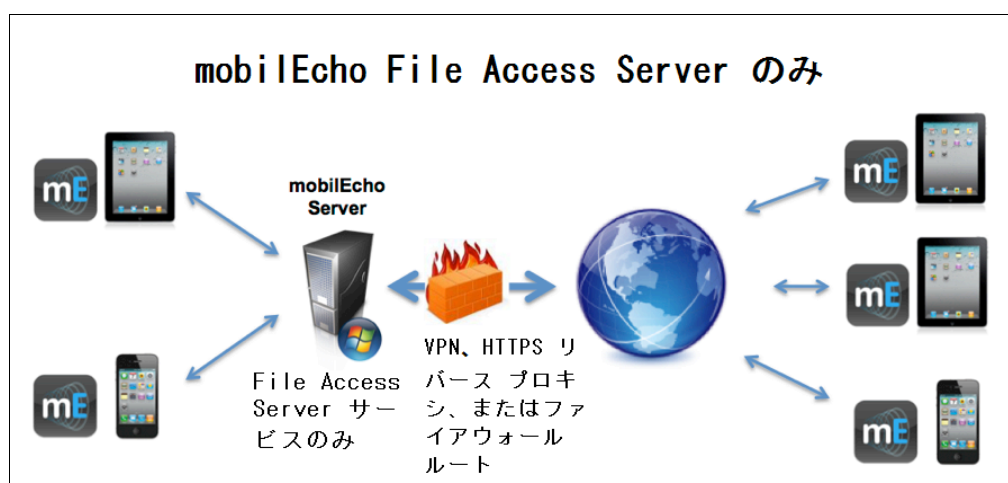 mobilEcho File Access Server のみ
mE
mE
mobilEcho
Server
mE
mE
File Access
Server サー
ビスのみ
VPN、HTTPS リ
バース プロキ
シ、またはファ
イアウォール
ルート
mE